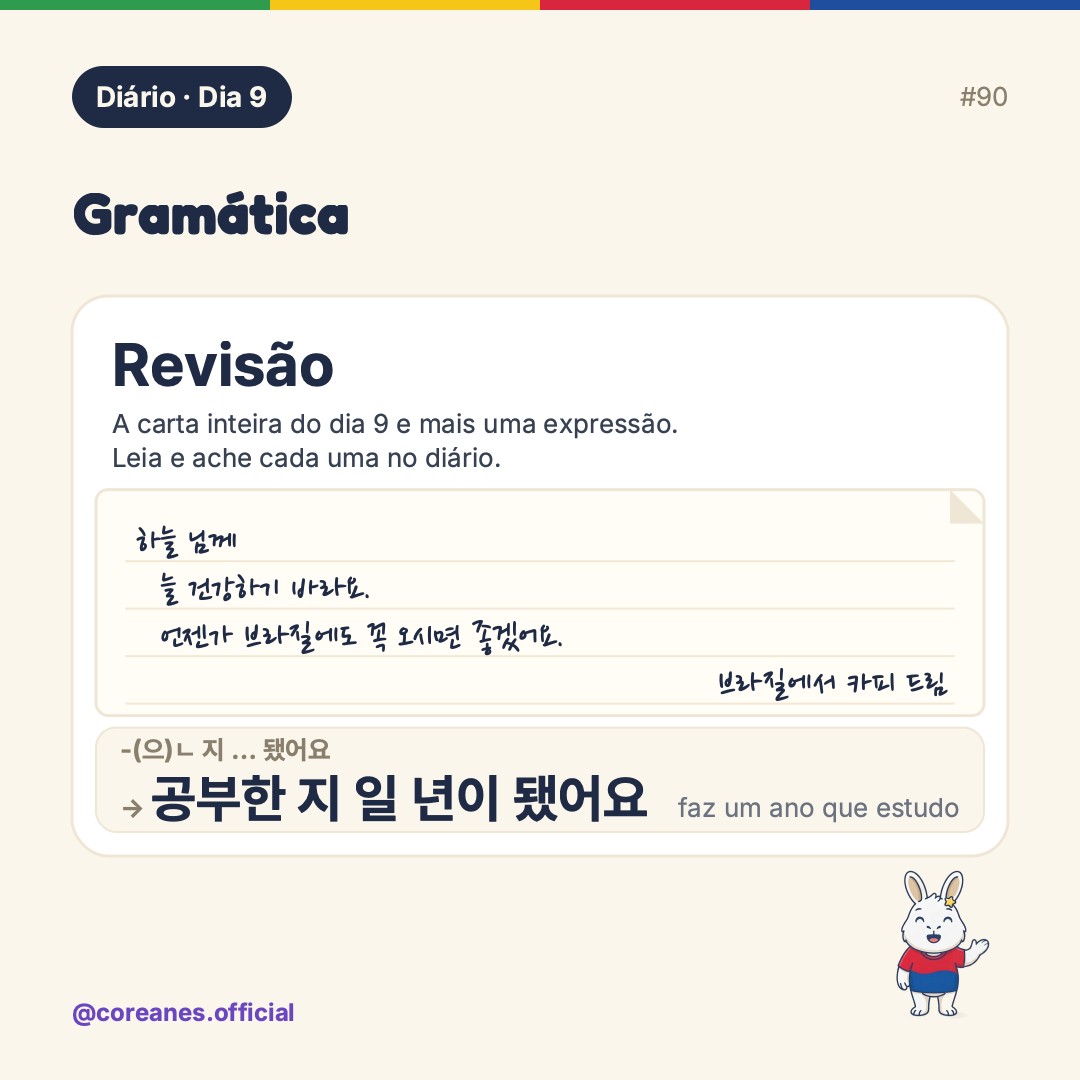 Diário · Dia 9
#90
Gramática
Revisão
A carta inteira do dia 9 e mais uma expressão.
Leia e ache cada uma no diário.
하늘 님께
늘 건강하기 바라요.
언젠가 브라질에도 꼭 오시면 좋겠어요.
브라질에서 카피 드림
-(으)ㄴ 지 … 됐어요
→ 공부한 지 일 년이 됐어요 faz um ano que estudo
@coreanes.official